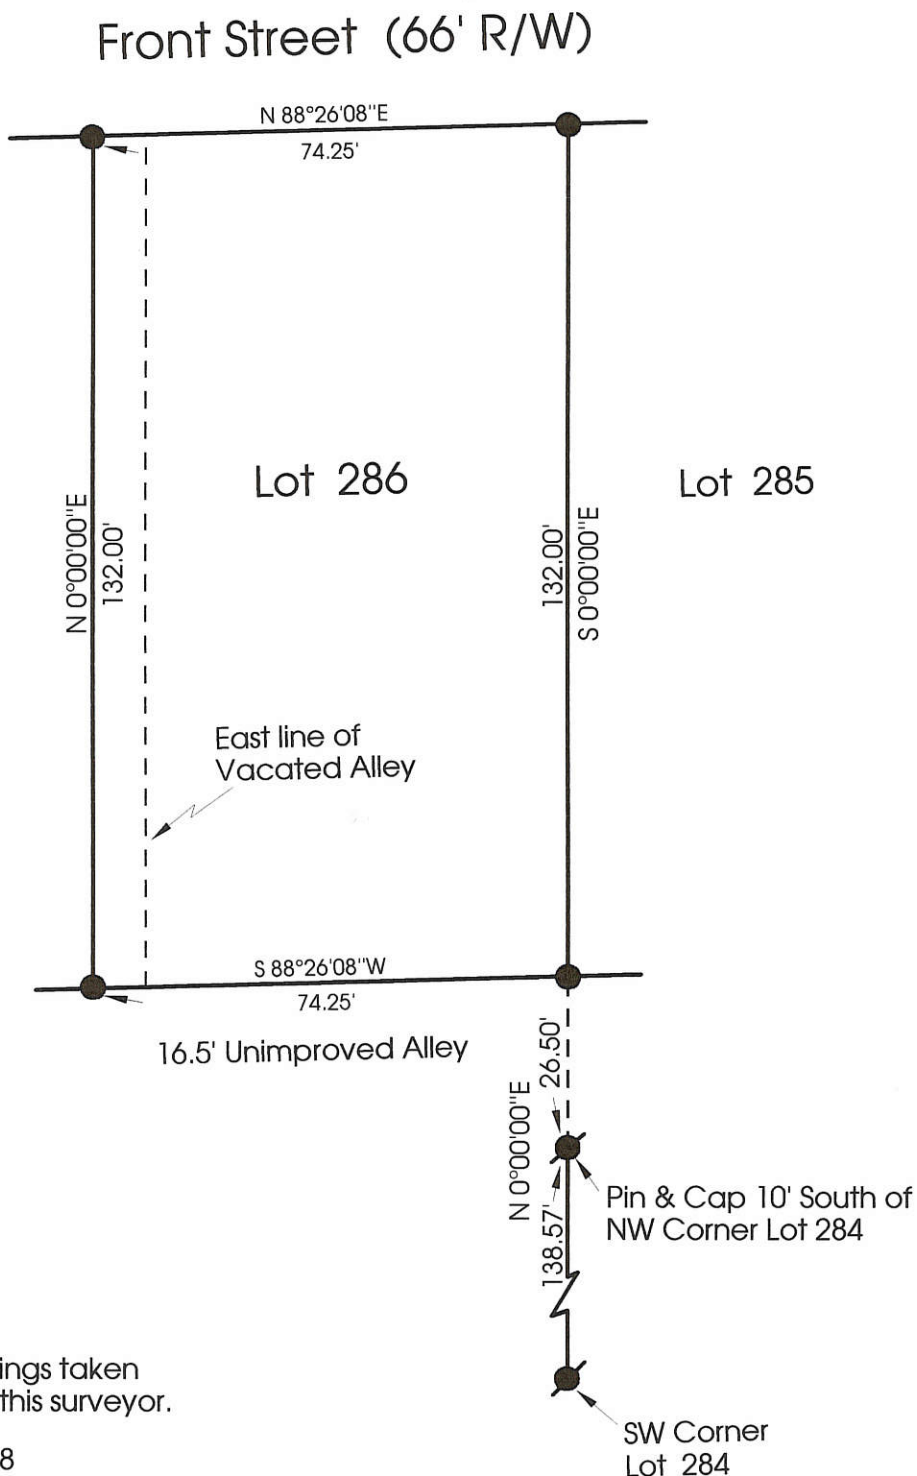 Front Street (66' R/W)
N 88°26'08"E
74.25'
Lot 286
Lot 285
N 0°00'00"E
132.00'
132.00'
S 0°00'00"E
East line of
Vacated Alley
S 88°26'08"W
74.25'
16.5' Unimproved Alley
26.50'
N 0°00'00"E
138.57'
Pin & Cap 10' South of
NW Corner Lot 284
ings taken
this surveyor.
8
SW Corner
Lot 284